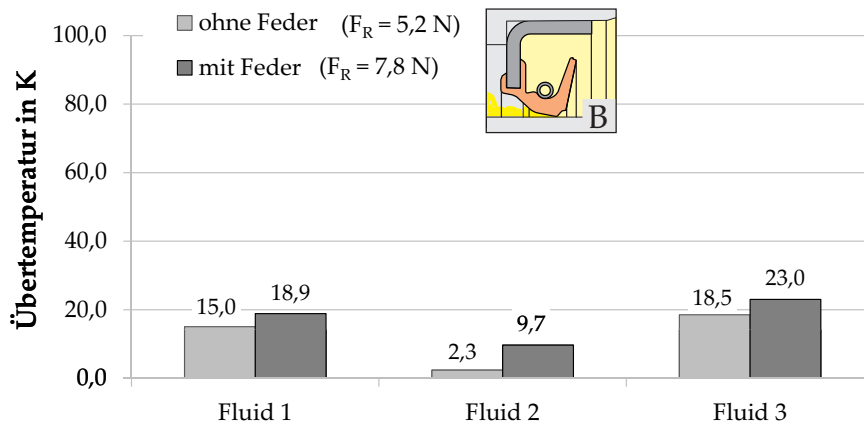 Übertemperatur in K
100,0
80,0
60,0
40,0
20,0
0,0
ohne Feder (F_R = 5,2 N)
mit Feder (F_R = 7,8 N)
B
15,0
18,9
2,3
9,7
18,5
23,0
Fluid 1
Fluid 2
Fluid 3